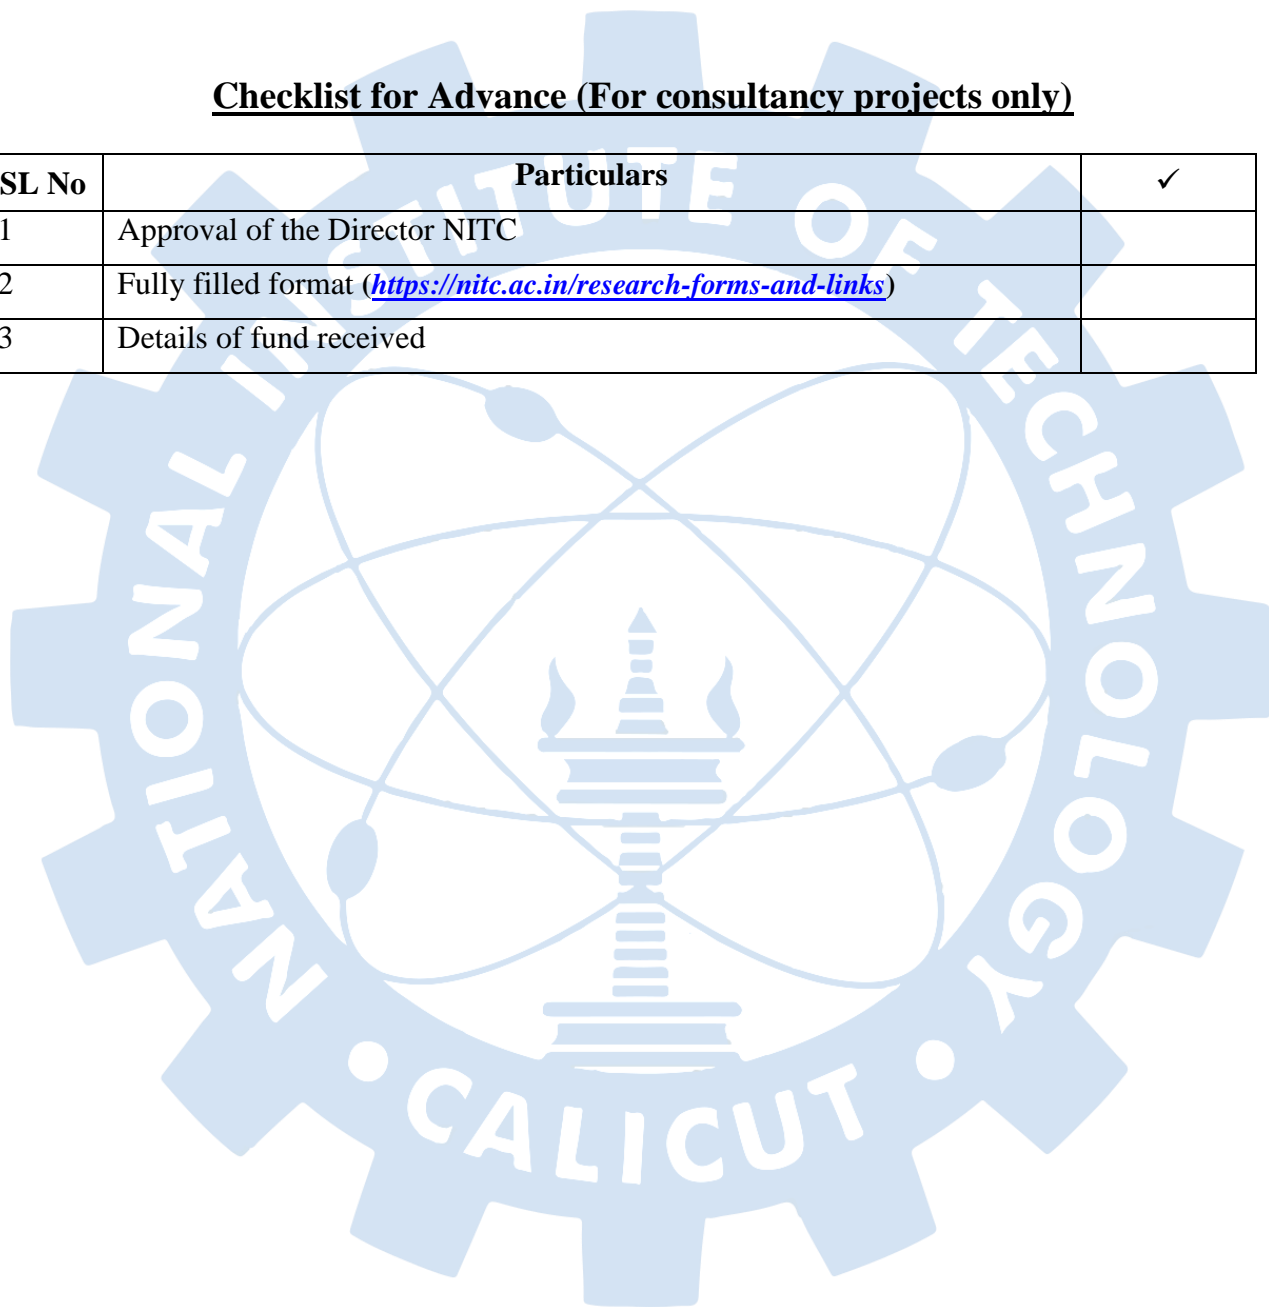 Checklist for Advance (For consultancy projects only)
SL No Particulars ✓
1 Approval of the Director NITC
2 Fully filled format (https://nitc.ac.in/research-forms-and-links)
3 Details of fund received
NATIONAL INSTITUTE OF TECHNOLOGY
• CALICUT •